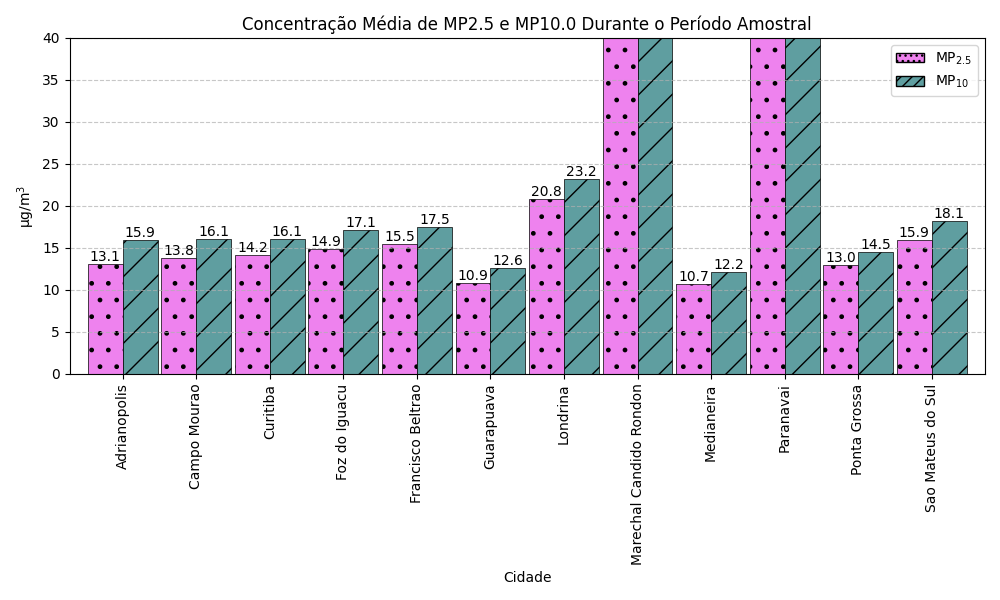 Concentração Média de MP2.5 e MP10.0 Durante o Período Amostral
µg/m³
40
35
30
25
20
15
10
5
0
MP₂.₅
MP₁₀
13.1 15.9 13.8 16.1 14.2 16.1 14.9 17.1 15.5 17.5 10.9 12.6 20.8 23.2 10.7 12.2 13.0 14.5 15.9 18.1
Adrianopolis
Campo Mourao
Curitiba
Foz do Iguacu
Francisco Beltrao
Guarapuava
Londrina
Marechal Candido Rondon
Medianeira
Paranavai
Ponta Grossa
Sao Mateus do Sul
Cidade